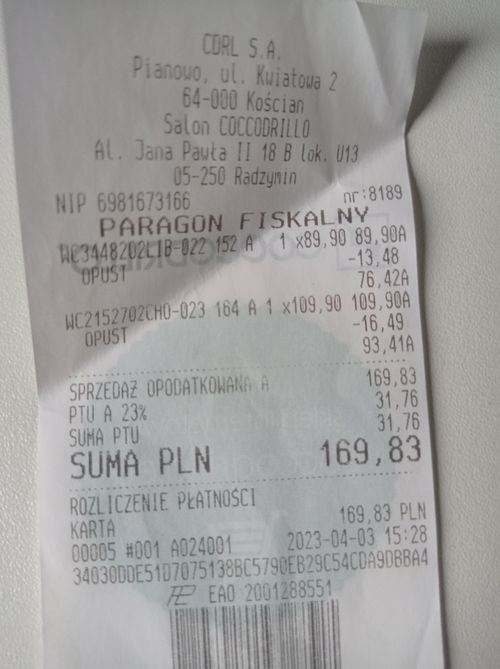 CDRL S.A.
Pianowo, ul. Kwiatowa 2
64-000 Kościan
Salon COCCODRILLO
Al. Jana Pawła II 18 B lok. U13
05-250 Radzymin
NIP 6981673166 nr:8189
PARAGON FISKALNY
WC3448202LIB-022 152 A 1 x89,90 89,90A
OPUST -13,48
76,42A
WC2152702CHO-023 164 A 1 x109,90 109,90A
OPUST -16,49
93,41A
SPRZEDAŻ OPODATKOWANA A 169,83
PTU A 23% 31,76
SUMA PTU 31,76
SUMA PLN 169,83
ROZLICZENIE PŁATNOŚCI
KARTA 169,83 PLN
00005 #001 A024001 2023-04-03 15:28
34030DDE51D7075138BC5790EB29C54CDA9DBBA4
EAO 2001288551